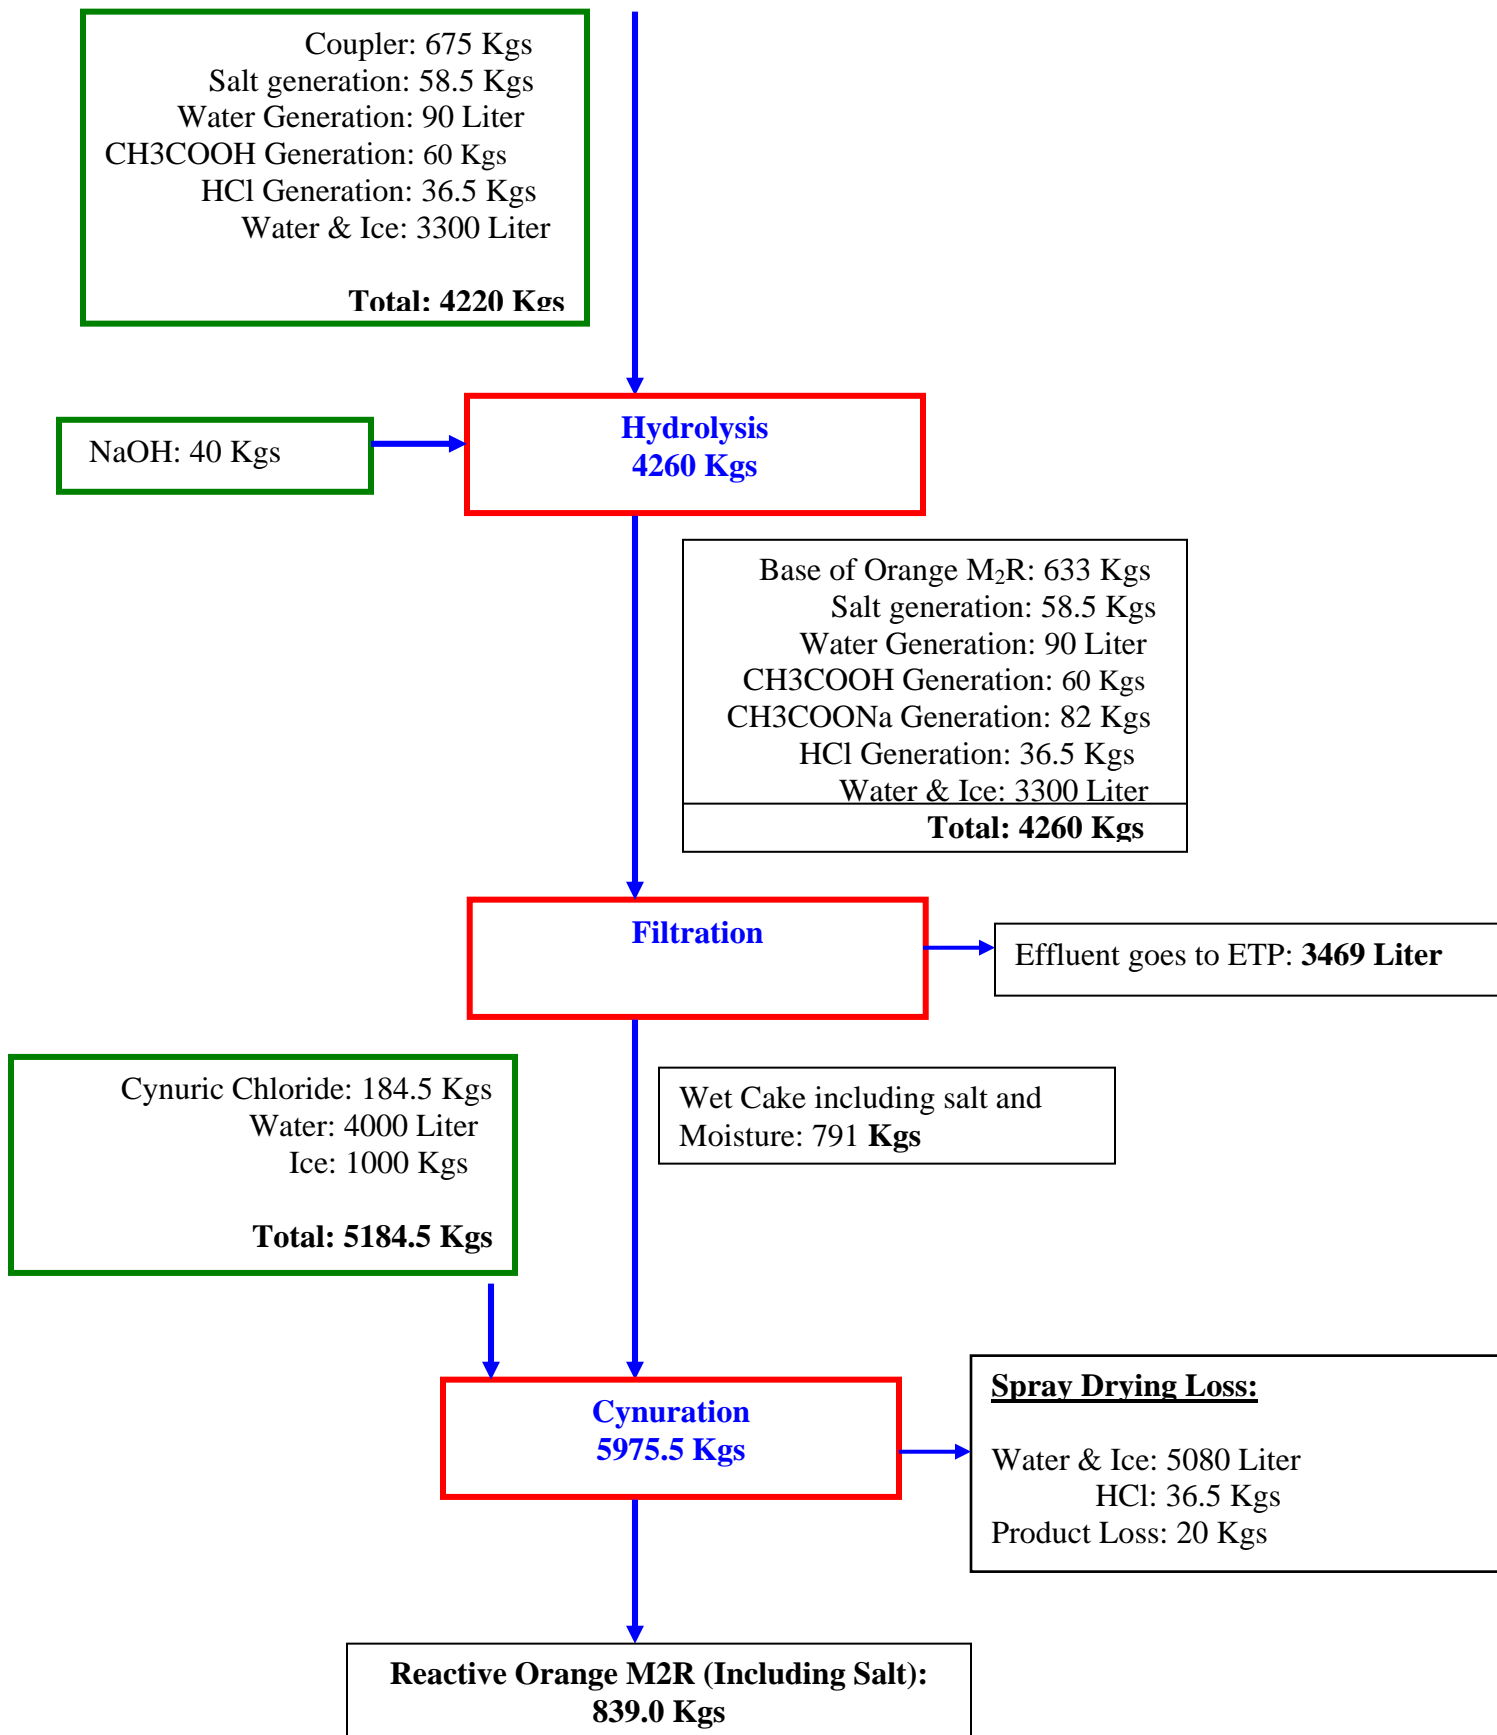 Coupler: 675 Kgs
Salt generation: 58.5 Kgs
Water Generation: 90 Liter
CH3COOH Generation: 60 Kgs
HCl Generation: 36.5 Kgs
Water & Ice: 3300 Liter
Total: 4220 Kgs
NaOH: 40 Kgs
Hydrolysis
4260 Kgs
Base of Orange M₂R: 633 Kgs
Salt generation: 58.5 Kgs
Water Generation: 90 Liter
CH3COOH Generation: 60 Kgs
CH3COONa Generation: 82 Kgs
HCl Generation: 36.5 Kgs
Water & Ice: 3300 Liter
Total: 4260 Kgs
Filtration
Effluent goes to ETP: 3469 Liter
Cynuric Chloride: 184.5 Kgs
Water: 4000 Liter
Ice: 1000 Kgs
Total: 5184.5 Kgs
Wet Cake including salt and
Moisture: 791 Kgs
Cynuration
5975.5 Kgs
Spray Drying Loss:
Water & Ice: 5080 Liter
HCl: 36.5 Kgs
Product Loss: 20 Kgs
Reactive Orange M2R (Including Salt):
839.0 Kgs